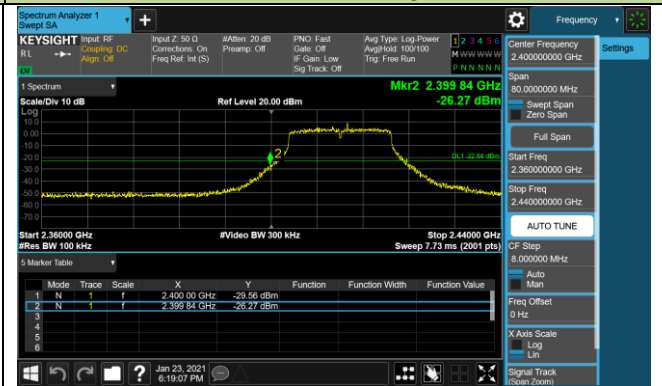 Spectrum Analyzer 1
Swept SA
+
Frequency
KEYSIGHT
RL
Input: RF
Coupling: DC
Align: Off
Input Z: 50 Ω
Corrections: On
Freq Ref: Int (S)
#Atten: 20 dB
Preamp: Off
PNO: Fast
Gate: Off
IF Gain: Low
Sig Track: Off
Avg Type: Log-Power
Avg|Hold: 100/100
Trig: Free Run
1 2 3 4 5 6
M W W W W W
P N N N N N
1 Spectrum
Scale/Div 10 dB
Ref Level 20.00 dBm
Mkr2 2.399 84 GHz
-26.27 dBm
Log
10.0
0.00
-10.0
-20.0
-30.0
-40.0
-50.0
-60.0
-70.0
2
DL1 -22.84 dBm
Start 2.36000 GHz
#Video BW 300 kHz
Stop 2.44000 GHz
#Res BW 100 kHz
Sweep 7.73 ms (2001 pts)
5 Marker Table
Mode Trace Scale X Y Function Function Width Function Value
1 N 1 f 2.400 00 GHz -29.56 dBm
2 N 1 f 2.399 84 GHz -26.27 dBm
3
4
5
6
Jan 23, 2021
6:19:07 PM
Center Frequency
2.400000000 GHz
Settings
Span
80.0000000 MHz
Swept Span
Zero Span
Full Span
Start Freq
2.360000000 GHz
Stop Freq
2.440000000 GHz
AUTO TUNE
CF Step
8.000000 MHz
Auto
Man
Freq Offset
0 Hz
X Axis Scale
Log
Lin
Signal Track
(Span Zoom)